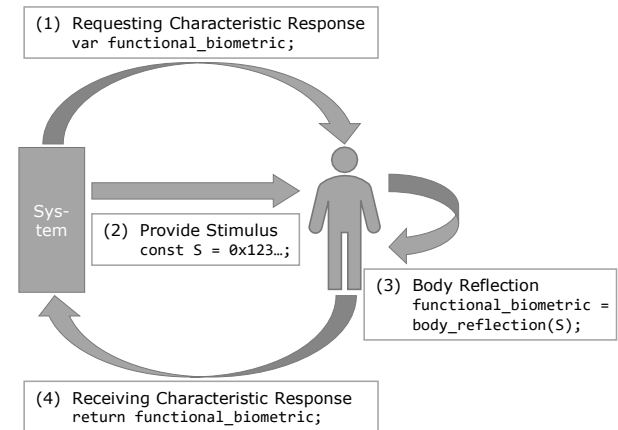 (1) Requesting Characteristic Response
var functional_biometric;
Sys-
tem
(2) Provide Stimulus
const S = 0x123…;
(3) Body Reflection
functional_biometric =
body_reflection(S);
(4) Receiving Characteristic Response
return functional_biometric;